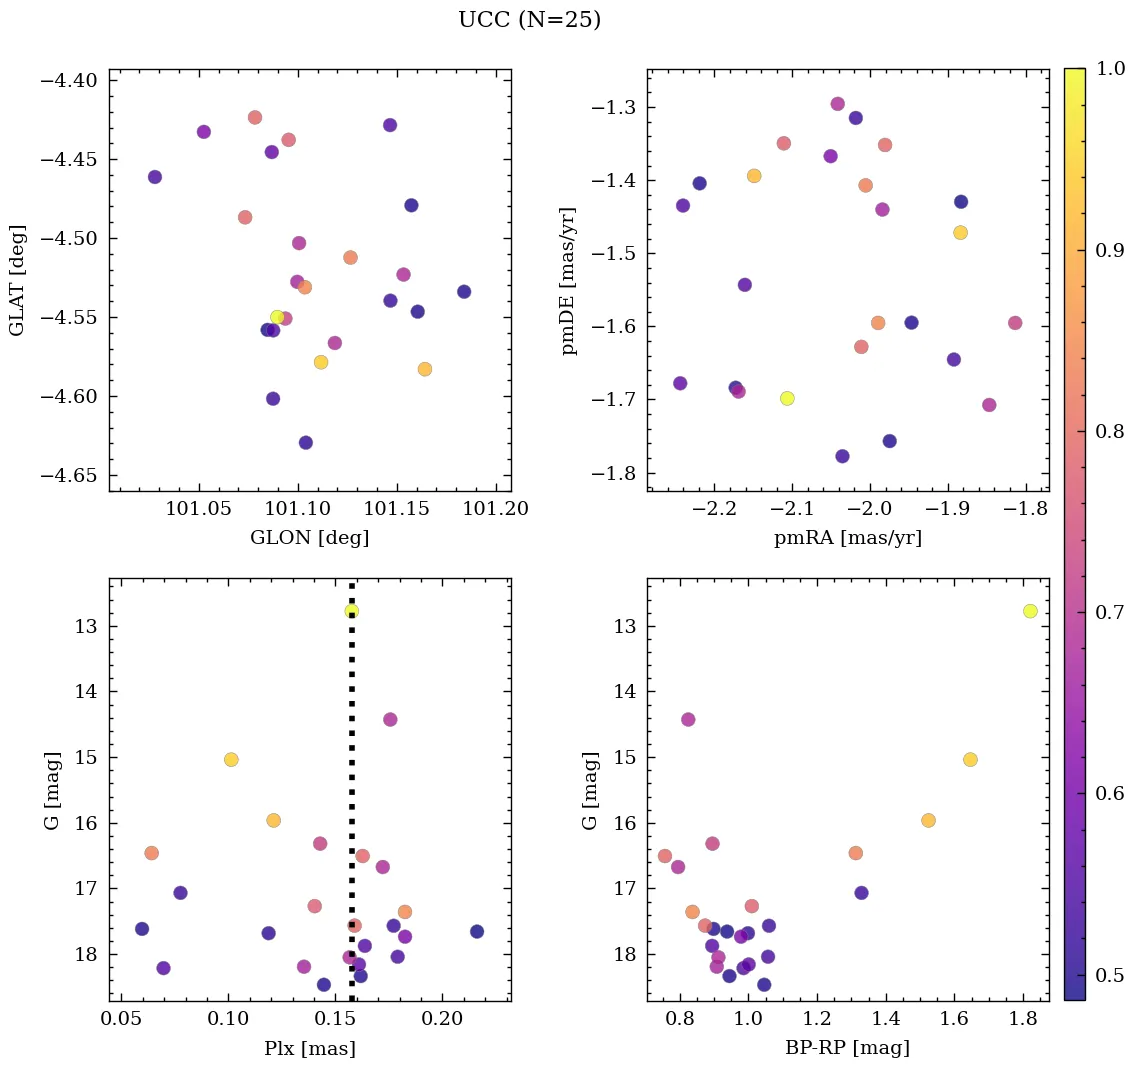 UCC (N=25)
−4.40
−4.45
−4.50
−4.55
−4.60
−4.65
GLAT [deg]
101.05 101.10 101.15 101.20
GLON [deg]
−1.3
−1.4
−1.5
−1.6
−1.7
−1.8
pmDE [mas/yr]
−2.2 −2.1 −2.0 −1.9 −1.8
pmRA [mas/yr]
13
14
15
16
17
18
G [mag]
0.05 0.10 0.15 0.20
Plx [mas]
13
14
15
16
17
18
G [mag]
0.8 1.0 1.2 1.4 1.6 1.8
BP-RP [mag]
1.0
0.9
0.8
0.7
0.6
0.5